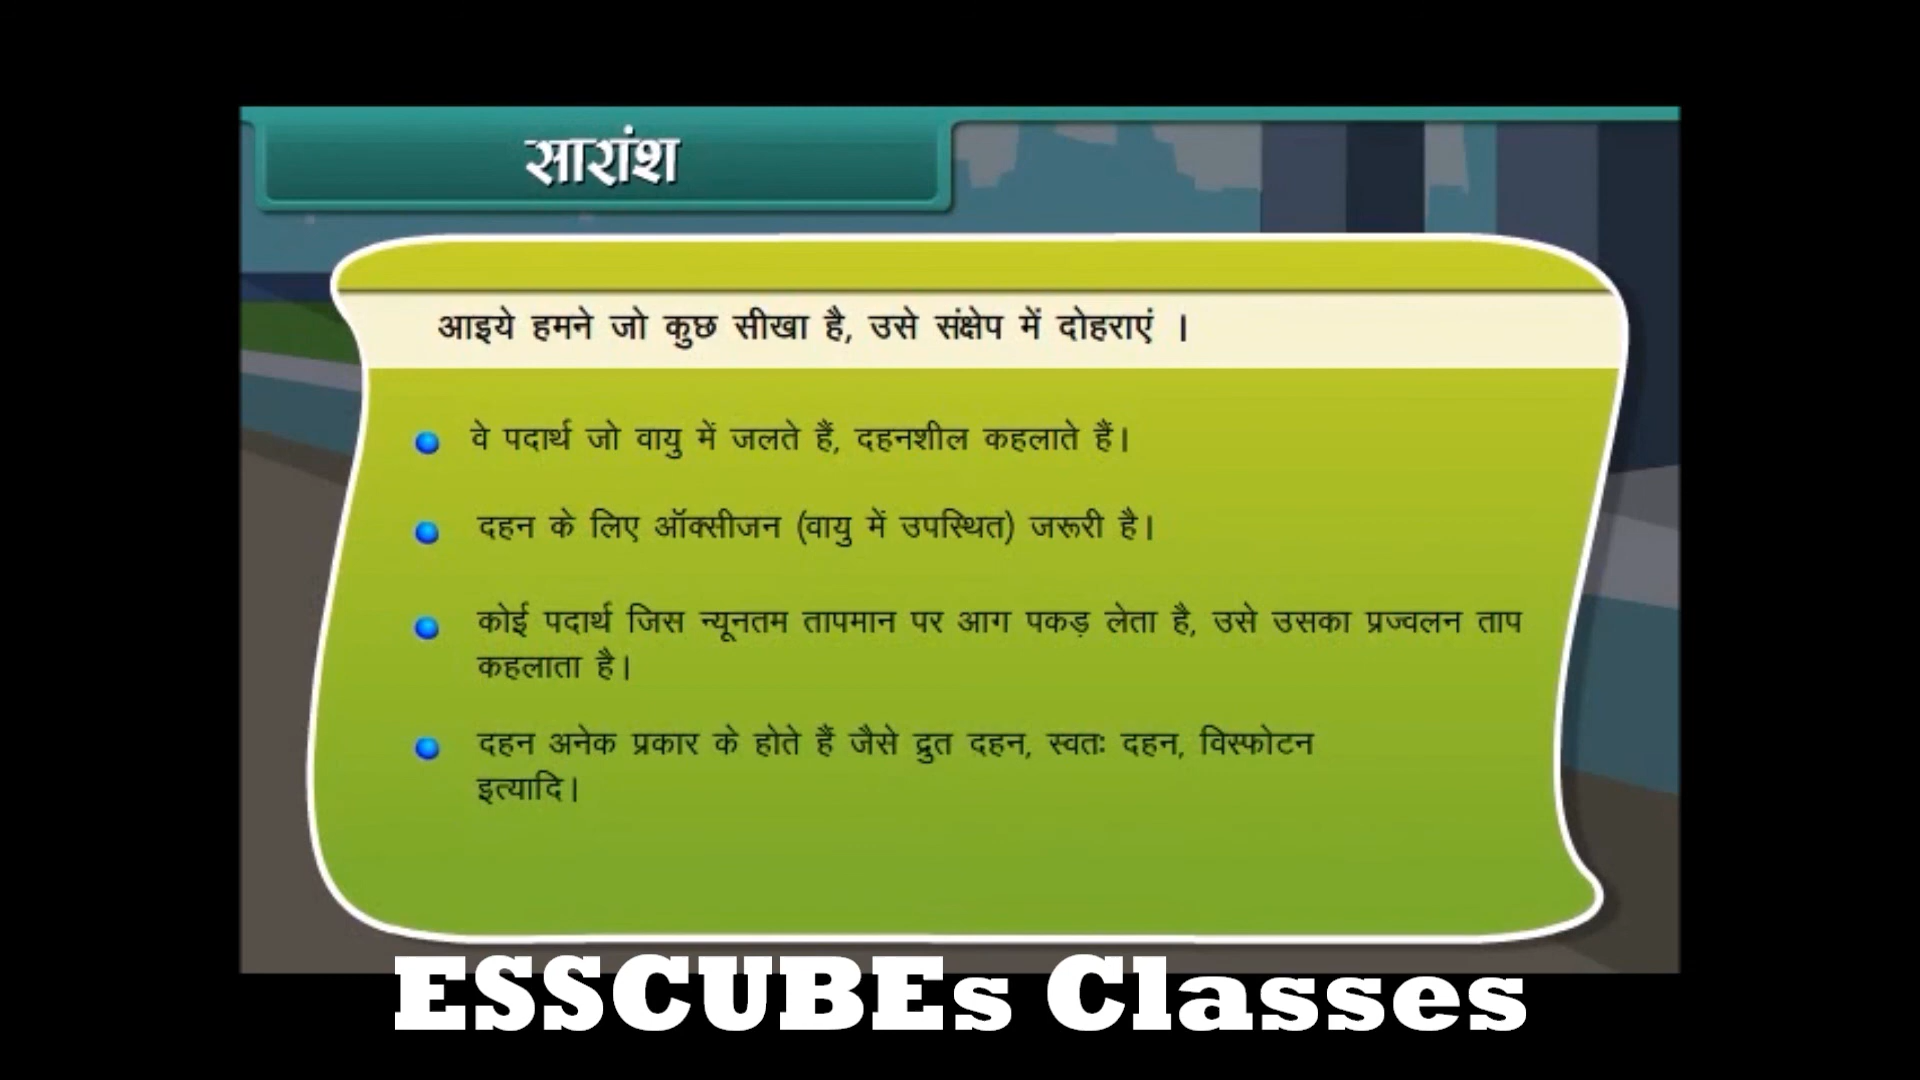 सारांश
आइये हमने जो कुछ सीखा है, उसे संक्षेप में दोहराएं ।
वे पदार्थ जो वायु में जलते हैं, दहनशील कहलाते हैं।
दहन के लिए ऑक्सीजन (वायु में उपस्थित) जरूरी है।
कोई पदार्थ जिस न्यूनतम तापमान पर आग पकड़ लेता है, उसे उसका प्रज्वलन ताप
कहलाता है।
दहन अनेक प्रकार के होते हैं जैसे द्रुत दहन, स्वतः दहन, विस्फोटन
इत्यादि।
ESSCUBEs Classes